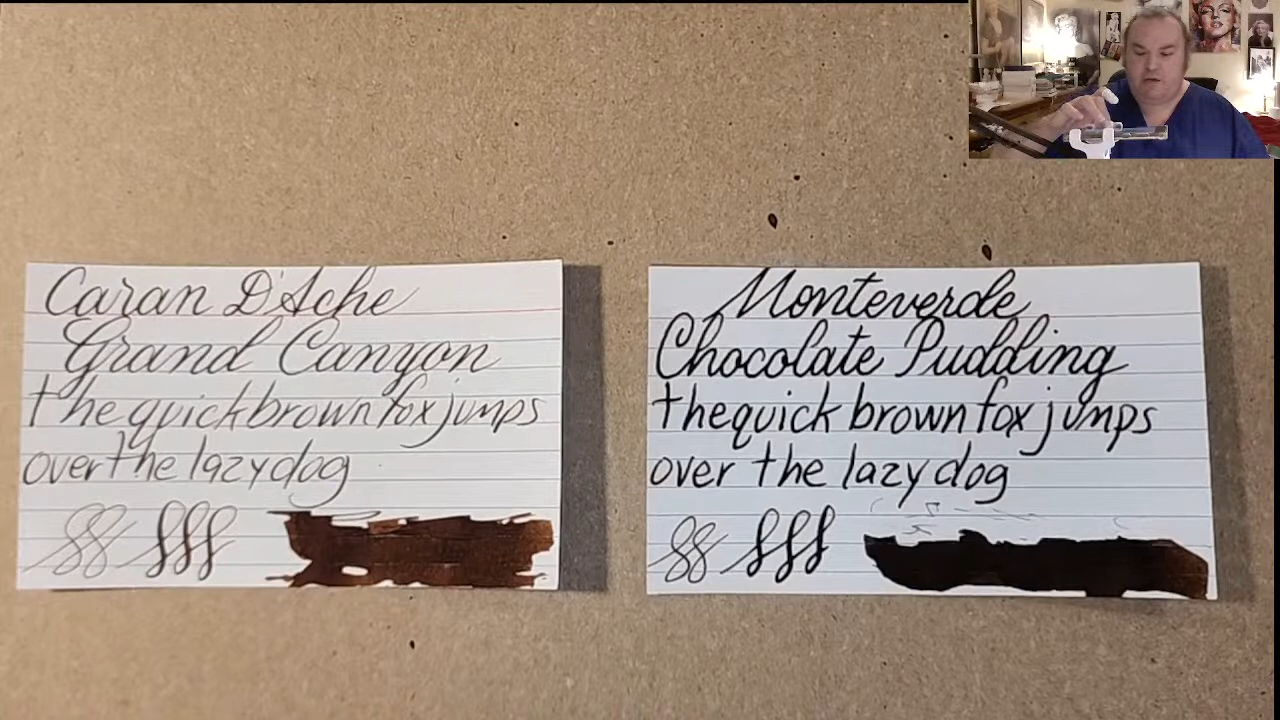 Caran D'Ache
Grand Canyon
the quick brown fox jumps
over the lazy dog
Monteverde
Chocolate Pudding
the quick brown fox jumps
over the lazy dog